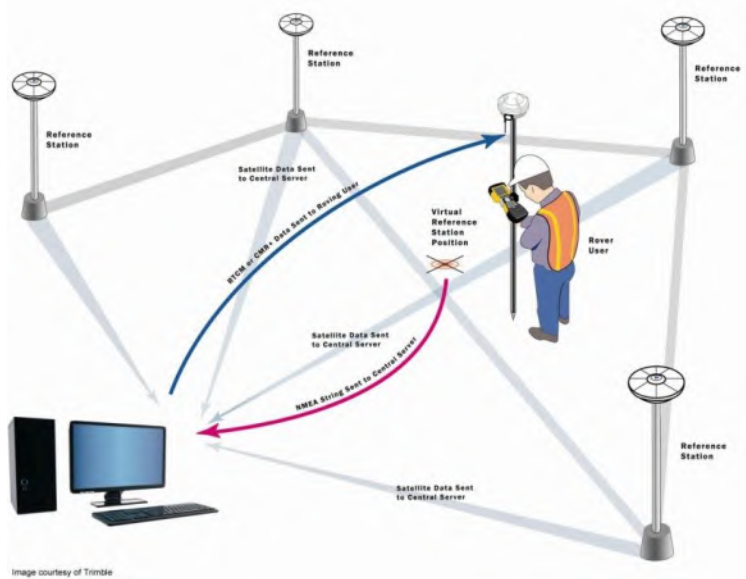 Reference
Station
Reference
Station
Reference
Station
Satellite Data Sent
to Central Server
RTCM or CMR+ Data Sent to Roving User
Virtual
Reference
Station
Position
Rover
User
Satellite Data Sent
to Central Server
NMEA String Sent to Central Server
Reference
Station
Satellite Data Sent
to Central Server
Image courtesy of Trimble